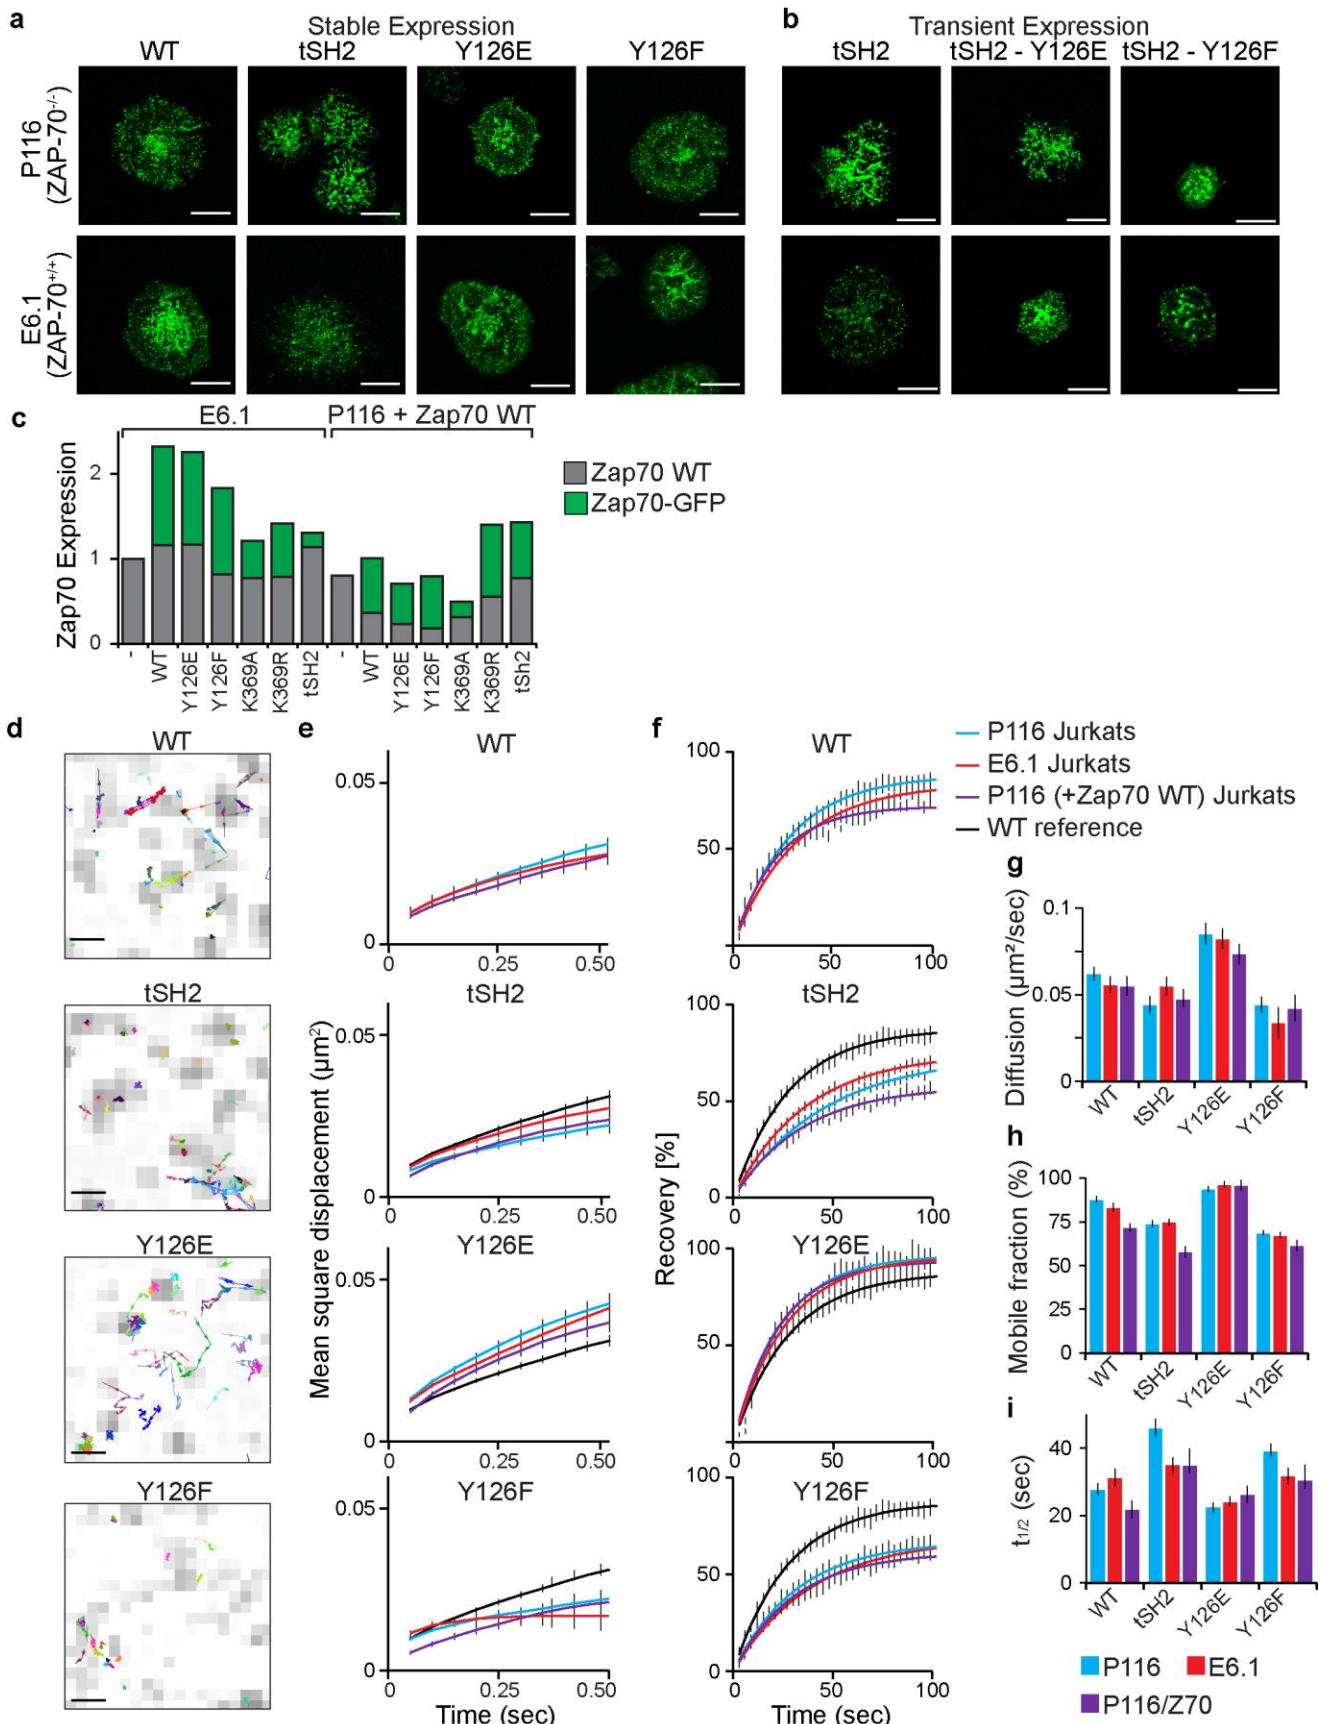 a
Stable Expression
WT
tSH2
Y126E
Y126F
P116
(ZAP-70-/-)
E6.1
(ZAP-70+/+)
b
Transient Expression
tSH2
tSH2 - Y126E
tSH2 - Y126F
c
E6.1
P116 + Zap70 WT
Zap70 Expression
2
1
0
-
WT
Y126E
Y126F
K369A
K369R
tSH2
-
WT
Y126E
Y126F
K369A
K369R
tSh2
Zap70 WT
Zap70-GFP
d
WT
tSH2
Y126E
Y126F
e
Mean square displacement (µm²)
WT
0.05
0
0
0.25
0.50
tSH2
0.05
0
0
0.25
0.50
Y126E
0.05
0
0
0.25
0.50
Y126F
0.05
0
0
0.25
0.50
Time (sec)
f
Recovery [%]
WT
100
50
0
0
50
100
tSH2
100
50
0
0
50
100
Y126E
100
50
0
0
50
100
Y126F
100
50
0
0
50
100
Time (sec)
P116 Jurkats
E6.1 Jurkats
P116 (+Zap70 WT) Jurkats
WT reference
g
Diffusion (µm²/sec)
0.1
0.05
0
WT
tSH2
Y126E
Y126F
h
Mobile fraction (%)
100
75
50
25
0
WT
tSH2
Y126E
Y126F
i
t1/2 (sec)
40
20
0
WT
tSH2
Y126E
Y126F
P116
E6.1
P116/Z70